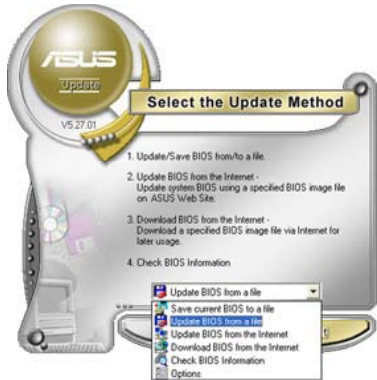 ASUS
Update
V5.27.01
Select the Update Method
1. Update/Save BIOS from/to a file.
2. Update BIOS from the Internet -
Update system BIOS using a specified BIOS image file
on ASUS Web Site.
3. Download BIOS from the Internet -
Download a specified BIOS image file via Internet for
later usage.
4. Check BIOS Information
Update BIOS from a file
Save current BIOS to a file
Update BIOS from a file
Update BIOS from the Internet
Download BIOS from the Internet
Check BIOS Information
Options